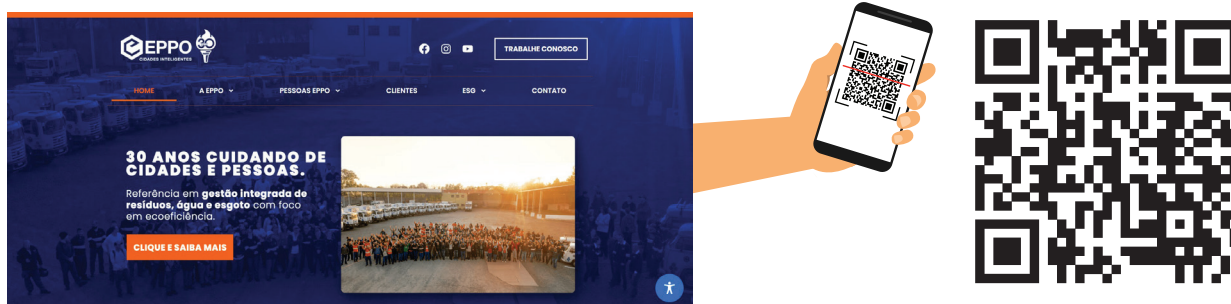 EPPO 30
CIDADES INTELIGENTES
TRABALHE CONOSCO
HOME
A EPPO
PESSOAS EPPO
CLIENTES
ESG
CONTATO
30 ANOS CUIDANDO DE
CIDADES E PESSOAS.
Referência em gestão integrada de
resíduos, água e esgoto com foco
em ecoeficiência.
CLIQUE E SAIBA MAIS